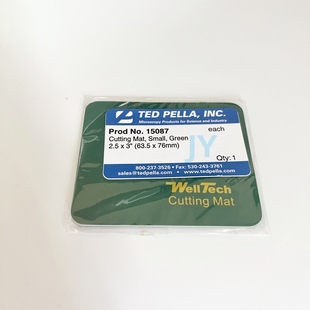 TED PELLA, INC.
Microscopy Products for Science and Industry
Prod No. 15087 each
Cutting Mat, Small, Green
2.5 x 3" (63.5 x 76mm)
JY
Qty: 1
800-237-3526 • Fax: 530-243-3761
sales@tedpella.com www.tedpella.com
WellTech
Cutting Mat